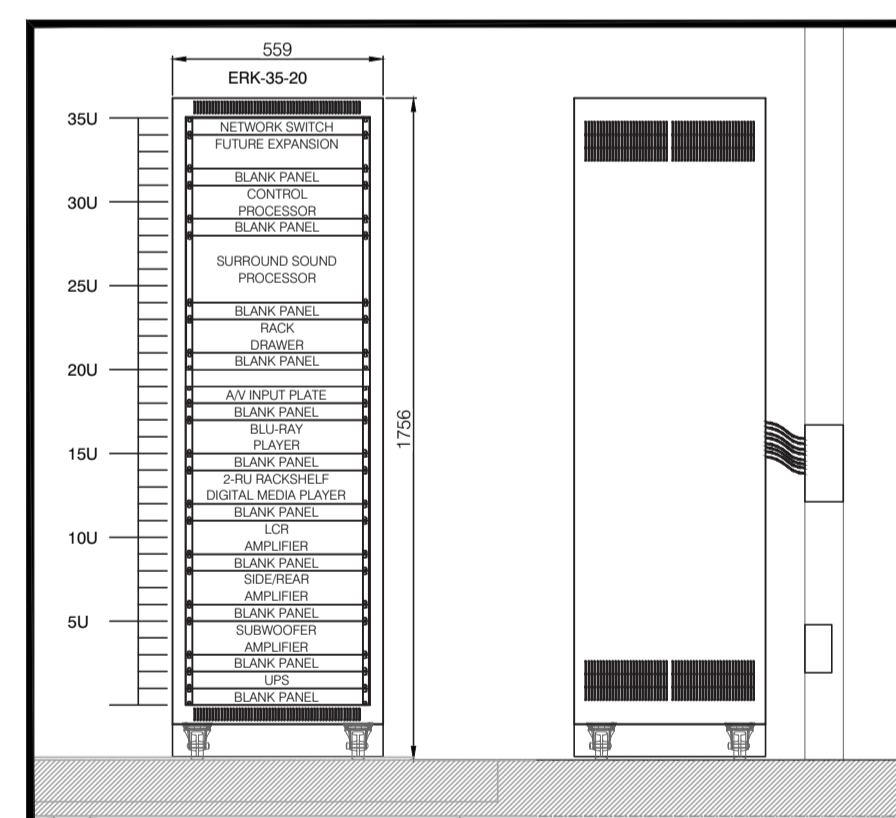 559
ERK-35-20
35U
NETWORK SWITCH
FUTURE EXPANSION
BLANK PANEL
30U
CONTROL
PROCESSOR
BLANK PANEL
SURROUND SOUND
PROCESSOR
25U
BLANK PANEL
RACK
DRAWER
BLANK PANEL
20U
A/V INPUT PLATE
BLANK PANEL
1756
BLU-RAY
PLAYER
15U
BLANK PANEL
2-RU RACKSHELF
DIGITAL MEDIA PLAYER
BLANK PANEL
10U
LCR
AMPLIFIER
BLANK PANEL
SIDE/REAR
AMPLIFIER
BLANK PANEL
5U
SUBWOOFER
AMPLIFIER
BLANK PANEL
UPS
BLANK PANEL